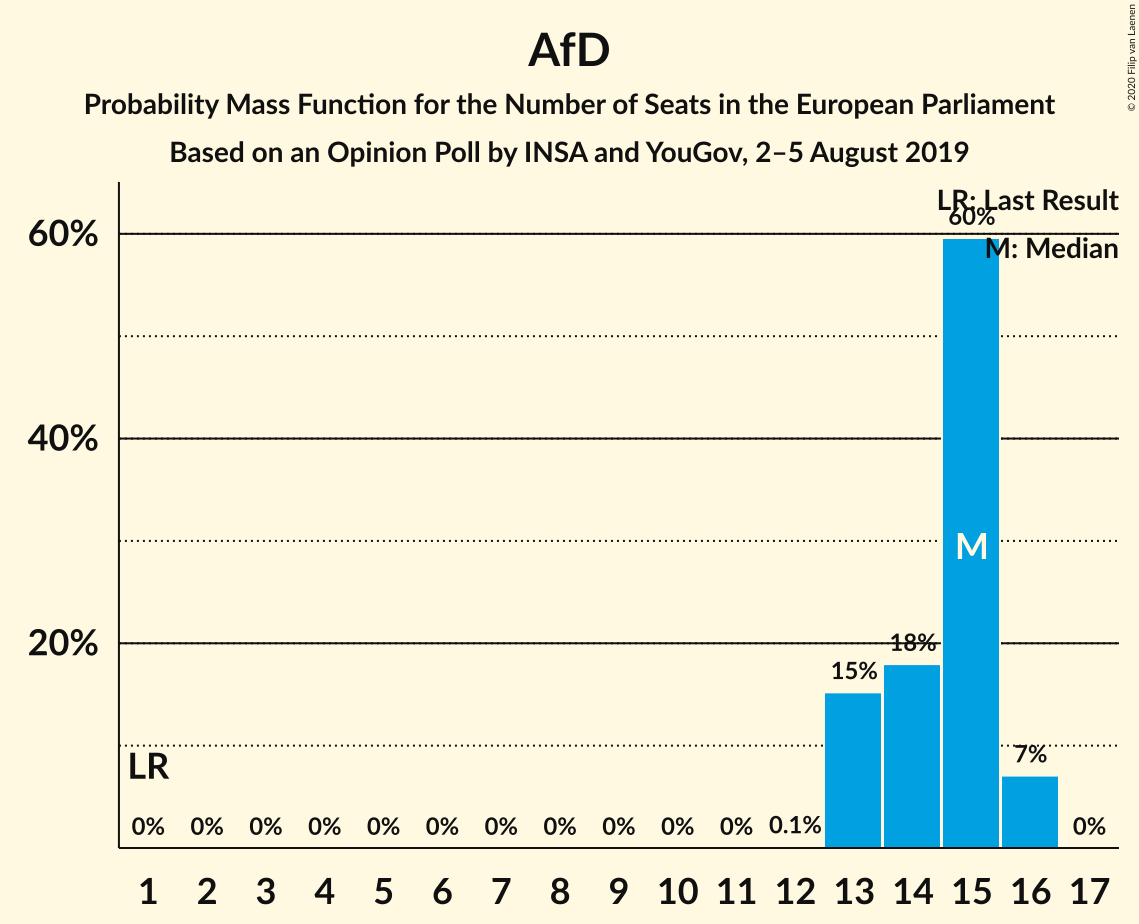 AfD
Probability Mass Function for the Number of Seats in the European Parliament
Based on an Opinion Poll by INSA and YouGov, 2–5 August 2019
© 2020 Filip van Laenen
LR: Last Result
M: Median
60%
40%
20%
LR
M
0% 0% 0% 0% 0% 0% 0% 0% 0% 0% 0% 0.1% 15% 18% 60% 7% 0%
1 2 3 4 5 6 7 8 9 10 11 12 13 14 15 16 17